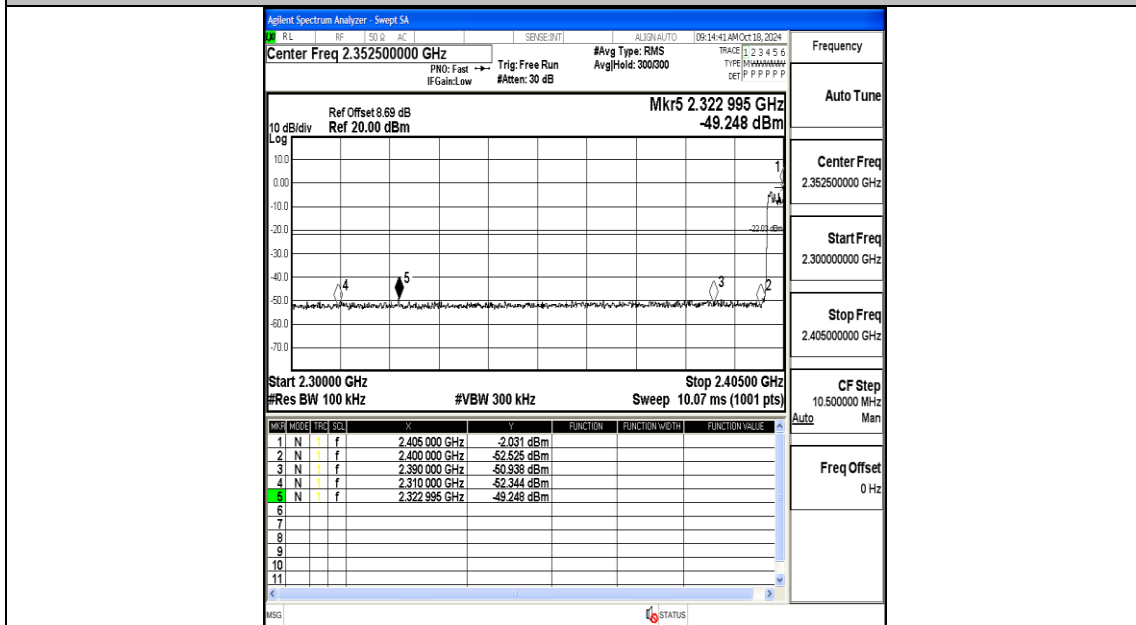 Agilent Spectrum Analyzer - Swept SA
RL RF 50 Ω AC SENSE:INT ALIGN AUTO 09:14:41 AM Oct 18, 2024
Center Freq 2.352500000 GHz
PNO: Fast
IFGain:Low
Trig: Free Run
#Atten: 30 dB
#Avg Type: RMS
Avg|Hold: 300/300
TRACE 1 2 3 4 5 6
TYPE M
DET P P P P P P
Ref Offset 8.69 dB
10 dB/div Ref 20.00 dBm
Log
Mkr5 2.322 995 GHz
-49.248 dBm
10.0
0.00
-10.0
-20.0
-30.0
-40.0
-50.0
-60.0
-70.0
1
-22.03 dBm
4
5
3
2
Start 2.30000 GHz Stop 2.40500 GHz
#Res BW 100 kHz #VBW 300 kHz Sweep 10.07 ms (1001 pts)
MKR MODE TRC SCL X Y FUNCTION FUNCTION WIDTH FUNCTION VALUE
1 N 1 f 2.405 000 GHz -2.031 dBm
2 N 1 f 2.400 000 GHz -52.525 dBm
3 N 1 f 2.390 000 GHz -50.938 dBm
4 N 1 f 2.310 000 GHz -52.344 dBm
5 N 1 f 2.322 995 GHz -49.248 dBm
6
7
8
9
10
11
MSG STATUS
Frequency
Auto Tune
Center Freq
2.352500000 GHz
Start Freq
2.300000000 GHz
Stop Freq
2.405000000 GHz
CF Step
10.500000 MHz
Auto Man
Freq Offset
0 Hz